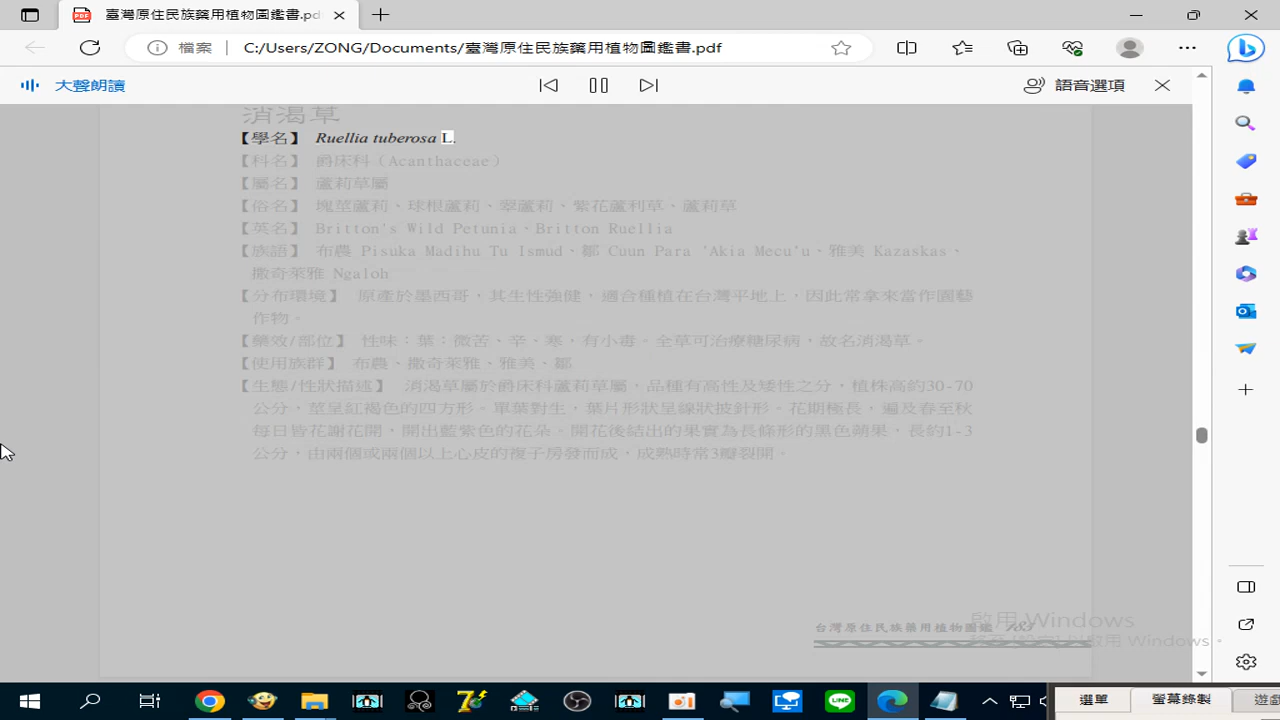 臺灣原住民族藥用植物圖鑑書.pdf
檔案 C:/Users/ZONG/Documents/臺灣原住民族藥用植物圖鑑書.pdf
大聲朗讀 語音選項
消渴草
【學名】 Ruellia tuberosa L.
【科名】 爵床科（Acanthaceae）
【屬名】 蘆莉草屬
【俗名】 塊莖蘆莉、球根蘆莉、翠蘆莉、紫花蘆利草、蘆莉草
【英名】 Britton's Wild Petunia、Britton Ruellia
【族語】 布農 Pisuka Madihu Tu Ismud、鄒 Cuun Para 'Akia Mecu'u、雅美 Kazaskas、
撒奇萊雅 Ngaloh
【分布環境】 原產於墨西哥，其生性強健，適合種植在台灣平地上，因此常拿來當作園藝
作物。
【藥效/部位】 性味：葉：微苦、辛、寒，有小毒。全草可治療糖尿病，故名消渴草。
【使用族群】 布農、撒奇萊雅、雅美、鄒
【生態/性狀描述】 消渴草屬於爵床科蘆莉草屬，品種有高性及矮性之分，植株高約30-70
公分，莖呈紅褐色的四方形。單葉對生，葉片形狀呈線狀披針形。花期極長，遍及春至秋
每日皆花謝花開，開出藍紫色的花朵。開花後結出的果實為長條形的黑色蘋果，長約1-3
公分，由兩個或兩個以上心皮的複子房發而成，成熟時常3瓣裂開。
啟用 Windows
台灣原住民族藥用植物圖鑑
啟用 Windows。
選單 螢幕錄製 遊戲